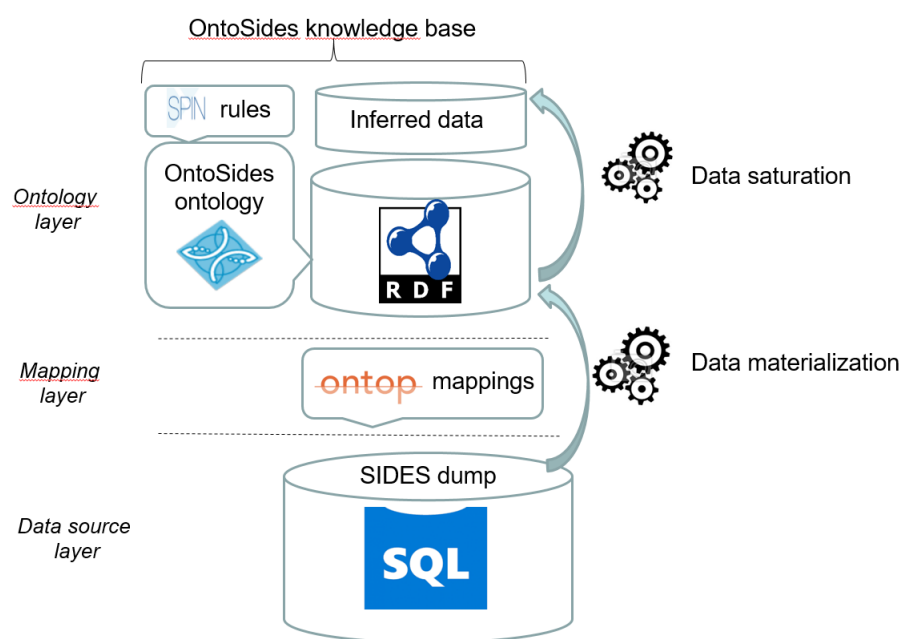 OntoSides knowledge base
SPIN rules
Inferred data
OntoSides
ontology
Ontology
layer
RDF
Data saturation
Mapping
layer
ontop mappings
Data materialization
SIDES dump
Data source
layer
SQL